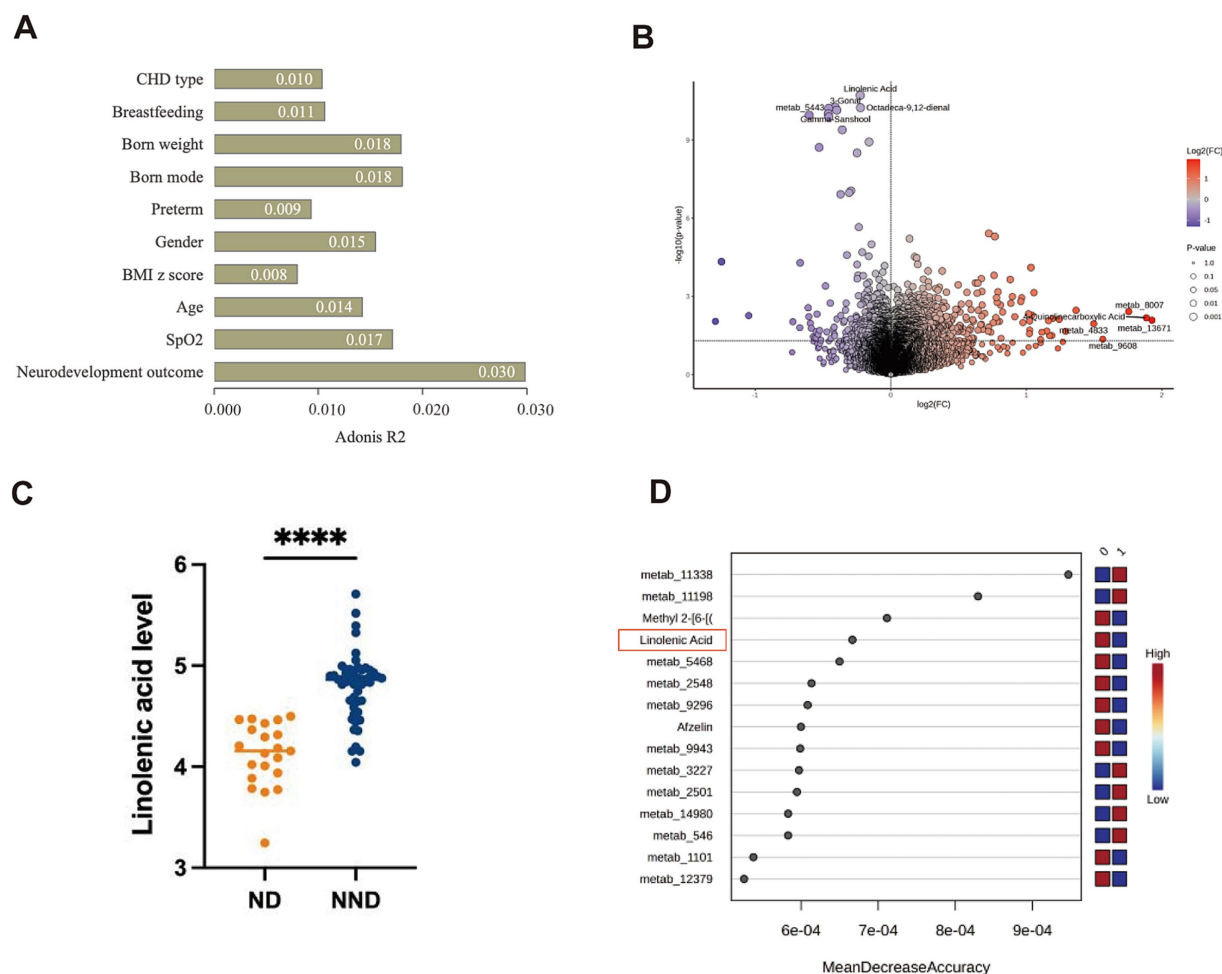 A
CHD type 0.010
Breastfeeding 0.011
Born weight 0.018
Born mode 0.018
Preterm 0.009
Gender 0.015
BMI z score 0.008
Age 0.014
SpO2 0.017
Neurodevelopment outcome 0.030
0.000 0.010 0.020 0.030
Adonis R2
B
Linolenic Acid
3-Gonat
metab_5443
Octadeca-9,12-dienal
Gamma-Sanshool
metab_8007
4-Quinolinecarboxylic Acid
metab_13671
metab_4833
metab_9608
9
6
3
0
-log10(p-value)
-1 0 1 2
log2(FC)
Log2(FC)
1
0
-1
P-value
1.0
0.1
0.05
0.01
0.001
C
****
6
5
4
3
Linolenic acid level
ND NND
D
0 1
metab_11338
metab_11198
Methyl 2-[6-[(
Linolenic Acid
metab_5468
metab_2548
metab_9296
Afzelin
metab_9943
metab_3227
metab_2501
metab_14980
metab_546
metab_1101
metab_12379
High
Low
6e-04 7e-04 8e-04 9e-04
MeanDecreaseAccuracy